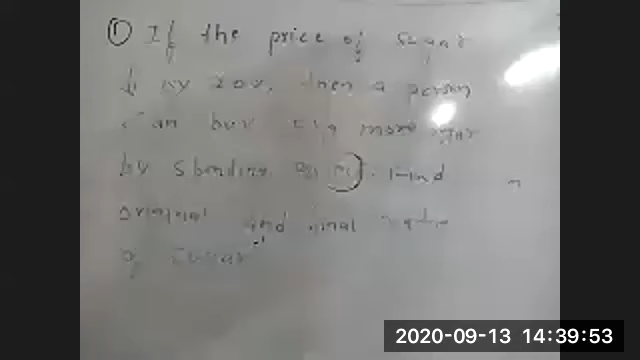 ① If the price of sugar
↓ by 20%, then a person
can buy more sugar
by spending Find
original and final
of sugar
2020-09-13 14:39:53